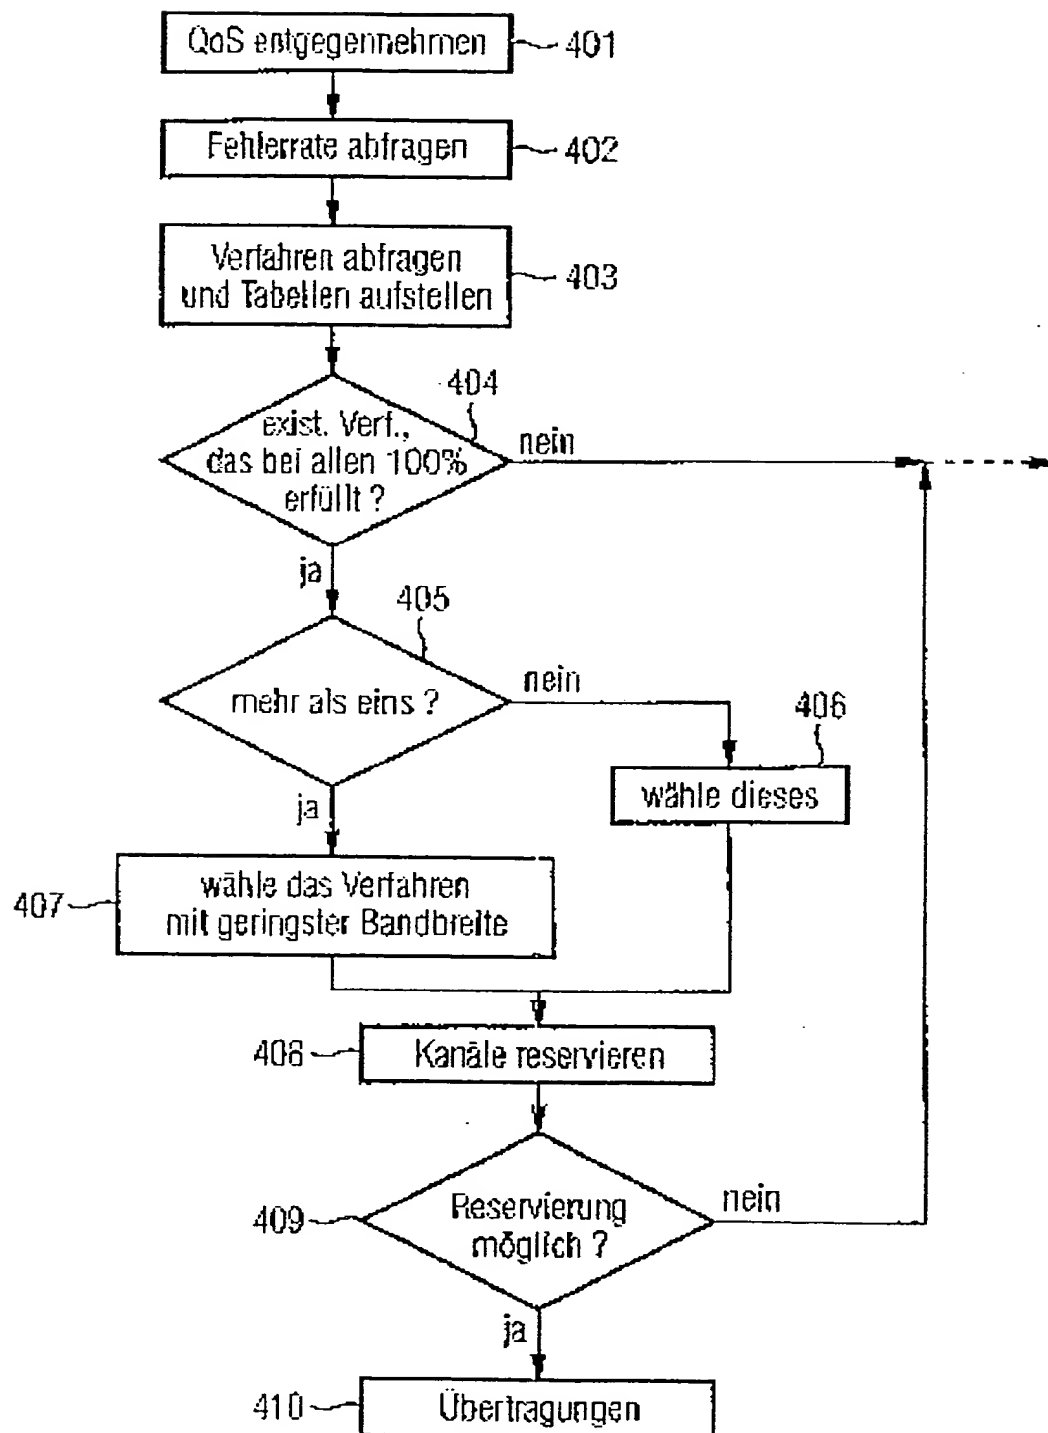 QoS entgegennehmen
401
Fehlerrate abfragen
402
Verfahren abfragen
und Tabellen aufstellen
403
404
exist. Verf.,
das bei allen 100%
erfüllt ?
nein
ja
405
mehr als eins ?
nein
406
wähle dieses
ja
407
wähle das Verfahren
mit geringster Bandbreite
408
Kanäle reservieren
409
Reservierung
möglich ?
nein
ja
410
Übertragungen